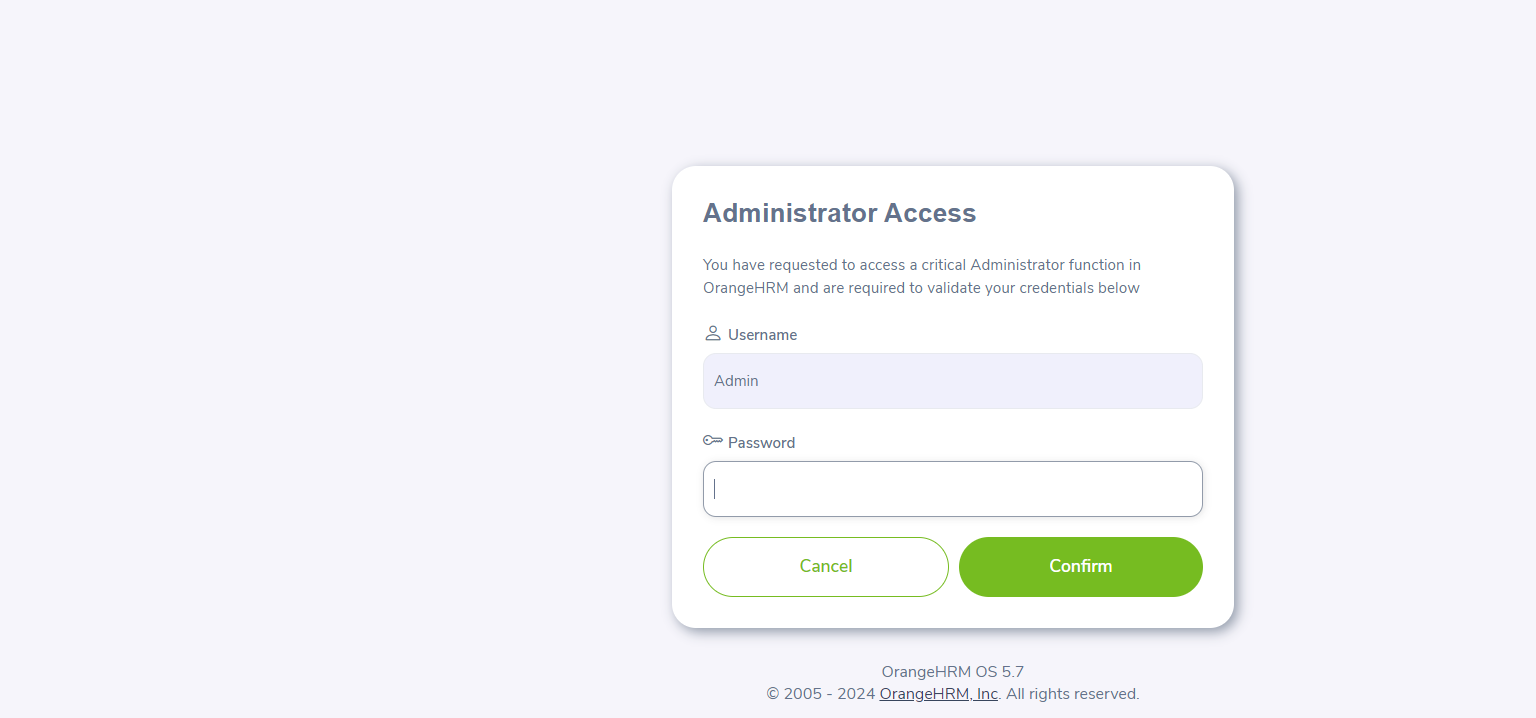 Administrator Access
You have requested to access a critical Administrator function in
OrangeHRM and are required to validate your credentials below
Username
Admin
Password
Cancel
Confirm
OrangeHRM OS 5.7
© 2005 - 2024 OrangeHRM, Inc. All rights reserved.